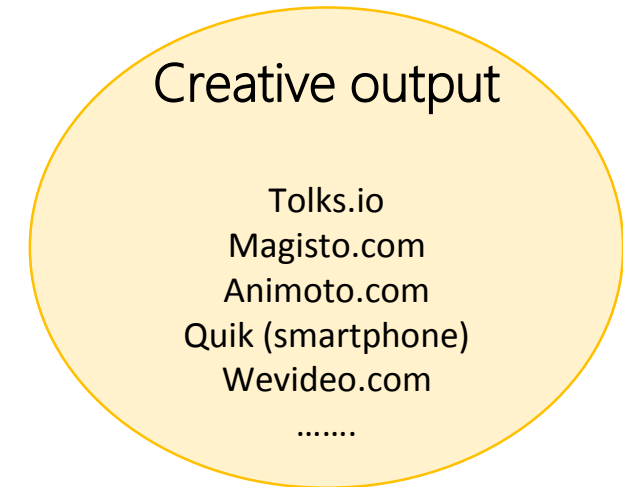 Creative output
Tolks.io
Magisto.com
Animoto.com
Quik (smartphone)
Wevideo.com
…….